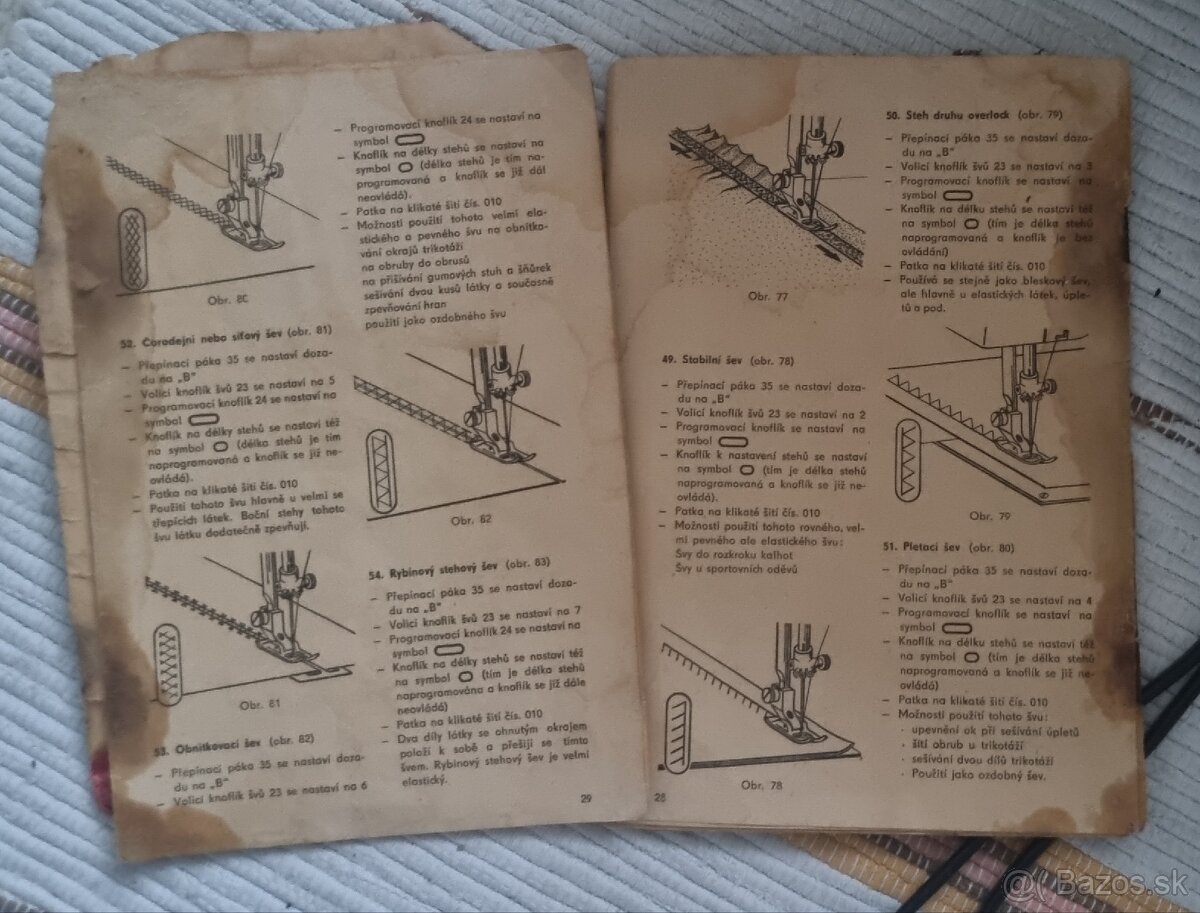 Obr. 80
52. Čarodejní nebo síťový šev (obr. 81)
— Přepínací páka 35 se nastaví doza-
du na „B"
— Volicí knoflík švů 23 se nastaví na 5
— Programovací knoflík 24 se nastaví na
symbol
— Knoflík na délky stehů se nastaví též
na symbol (délka stehů je tím
naprogramovaná a knoflík se již ne-
ovládá).
— Patka na klikaté šití čís. 010
— Použití tohoto švu hlavně u velmi se
třepících látek. Boční stehy tohoto
švu látku dodatečně zpevňují.
Obr. 81
53. Obnitkovací šev (obr. 82)
— Přepínací páka 35 se nastaví doza-
du na „B"
— Volicí knoflík švů 23 se nastaví na 6
— Programovací knoflík 24 se nastaví na
symbol
— Knoflík na délky stehů se nastaví na
symbol (délka stehů je tím na-
programovaná a knoflík se již dál
neovládá).
— Patka na klikaté šití čís. 010
— Možnosti použití tohoto velmi ela-
stického a pevného švu na obnitko-
vání okrajů trikotáží
na obruby do obrusů
na přišívání gumových stuh a šňůrek
sešívání dvou kusů látky a současně
zpevňování hran
použití jako ozdobného švu
Obr. 82
54. Rybinový stehový šev (obr. 83)
— Přepínací páka 35 se nastaví doza-
du na „B"
— Volicí knoflík švů 23 se nastaví na 7
— Programovací knoflík 24 se nastaví na
symbol
— Knoflík na délky stehů se nastaví též
na symbol (tím je délka stehů
naprogramována a knoflík se již dále
neovládá)
— Patka na klikaté šití čís. 010
— Dva díly látky se ohnutým okrajem
položí k sobě a přešijí se tímto
švem. Rybinový stehový šev je velmi
elastický.
29
Obr. 77
49. Stabilní šev (obr. 78)
— Přepínací páka 35 se nastaví doza-
du na „B"
— Volicí knoflík švů 23 se nastaví na 2
— Programovací knoflík se nastaví na
symbol
— Knoflík k nastavení stehů se nastaví
na symbol (tím je délka stehů
naprogramovaná a knoflík se již ne-
ovládá).
— Patka na klikaté šití čís. 010
— Možnosti použití tohoto rovného, vel-
mi pevného ale elastického švu:
Švy do rozkroku kalhot
Švy u sportovních oděvů
Obr. 78
28
50. Steh druhu overlock (obr. 79)
— Přepínací páka 35 se nastaví doza-
du na „B"
— Volicí knoflík švů 23 se nastaví na 3
— Programovací knoflík se nastaví na
symbol
— Knoflík na délku stehů se nastaví též
na symbol (tím je délka stehů
naprogramovaná a knoflík je bez
ovládání)
— Patka na klikaté šití čís. 010
— Používá se stejně jako bleskový šev,
ale hlavně u elastických látek, úple-
tů a pod.
Obr. 79
51. Pletací šev (obr. 80)
— Přepínací páka 35 se nastaví doza-
du na „B"
— Volicí knoflík švů 23 se nastaví na 4
— Programovací knoflík se nastaví na
symbol
— Knoflík na délku stehů se nastaví též
na symbol (tím je délka stehů
naprogramovaná a knoflík se již ne-
ovládá)
— Patka na klikaté šití čís. 010
— Možnosti použití tohoto švu:
· upevnění ok při sešívání úpletů
· šití obrub u trikotáží
· sešívání dvou dílů trikotáží
· Použití jako ozdobný šev.
Bazos.sk